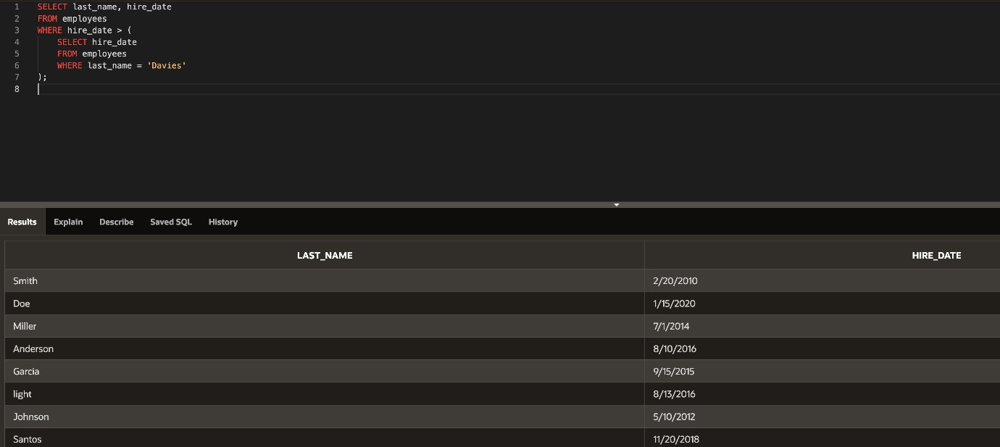 1 SELECT last_name, hire_date
2 FROM employees
3 WHERE hire_date > (
4 SELECT hire_date
5 FROM employees
6 WHERE last_name = 'Davies'
7 );
8
Results Explain Describe Saved SQL History
LAST_NAME HIRE_DATE
Smith 2/20/2010
Doe 1/15/2020
Miller 7/1/2014
Anderson 8/10/2016
Garcia 9/15/2015
light 8/13/2016
Johnson 5/10/2012
Santos 11/20/2018